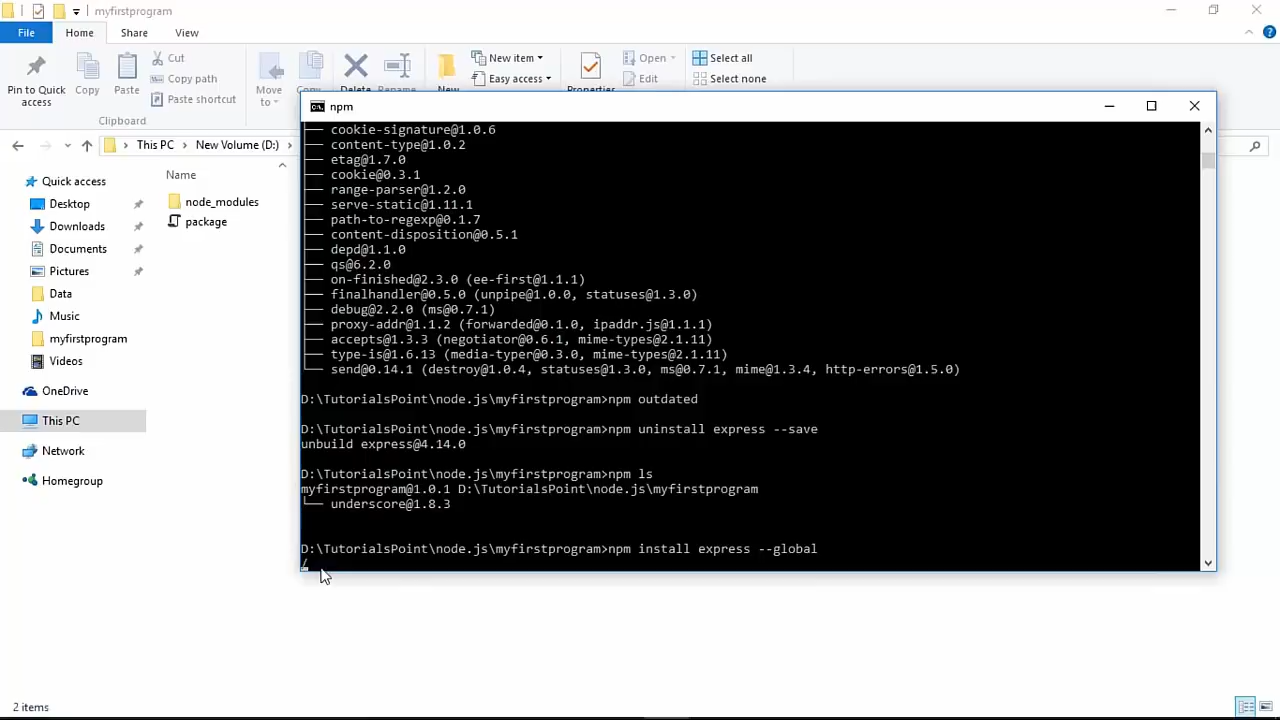 myfirstprogram
File
Home
Share
View
Pin to Quick access
Copy
Paste
Cut
Copy path
Paste shortcut
Clipboard
Move to
Copy
Delete
Rename
New
New item
Easy access
Properties
Open
Edit
Select all
Select none
This PC
New Volume (D:)
Quick access
Desktop
Downloads
Documents
Pictures
Data
Music
myfirstprogram
Videos
OneDrive
This PC
Network
Homegroup
Name
node_modules
package
npm
├── cookie-signature@1.0.6
├── content-type@1.0.2
├── etag@1.7.0
├── cookie@0.3.1
├── range-parser@1.2.0
├── serve-static@1.11.1
├── path-to-regexp@0.1.7
├── content-disposition@0.5.1
├── depd@1.1.0
├── qs@6.2.0
├── on-finished@2.3.0 (ee-first@1.1.1)
├── finalhandler@0.5.0 (unpipe@1.0.0, statuses@1.3.0)
├── debug@2.2.0 (ms@0.7.1)
├── proxy-addr@1.1.2 (forwarded@0.1.0, ipaddr.js@1.1.1)
├── accepts@1.3.3 (negotiator@0.6.1, mime-types@2.1.11)
├── type-is@1.6.13 (media-typer@0.3.0, mime-types@2.1.11)
└── send@0.14.1 (destroy@1.0.4, statuses@1.3.0, ms@0.7.1, mime@1.3.4, http-errors@1.5.0)
D:\TutorialsPoint\node.js\myfirstprogram>npm outdated
D:\TutorialsPoint\node.js\myfirstprogram>npm uninstall express --save
unbuild express@4.14.0
D:\TutorialsPoint\node.js\myfirstprogram>npm ls
myfirstprogram@1.0.1 D:\TutorialsPoint\node.js\myfirstprogram
└── underscore@1.8.3
D:\TutorialsPoint\node.js\myfirstprogram>npm install express --global
/
2 items